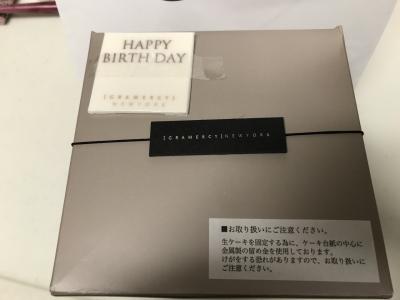 HAPPY
BIRTHDAY
[GRAMERCY]
NEWYORK
[GRAMERCY]NEWYORK
■お取り扱いにご注意ください。
生ケーキを固定する為に、ケーキ台紙の中心に
金属製の留め金を使用しております。
けがをする恐れがありますので、お取り扱いに
ご注意ください。